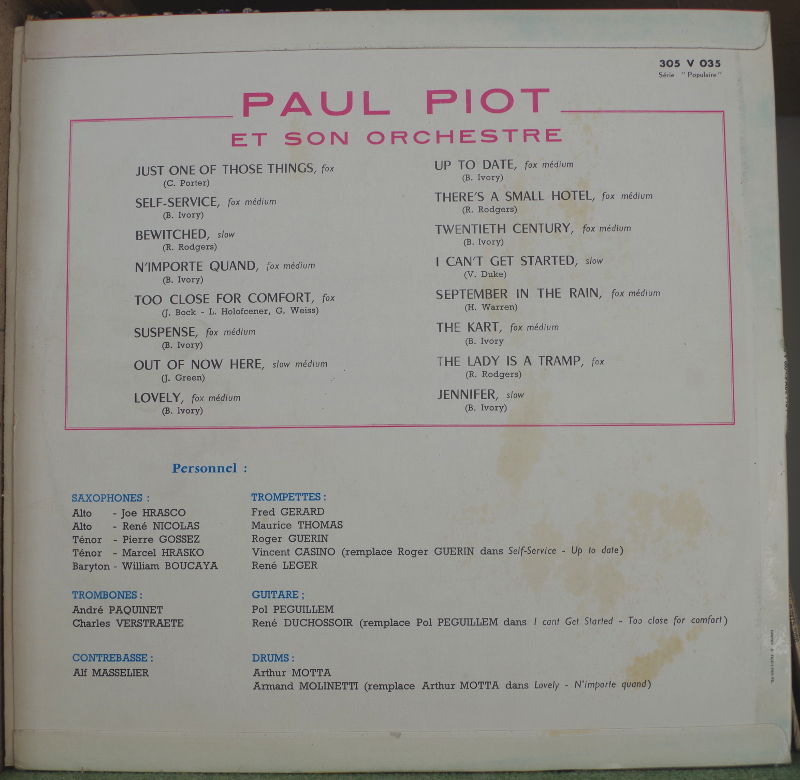 305 V 035
Série "Populaire"
PAUL PIOT
ET SON ORCHESTRE
JUST ONE OF THOSE THINGS, fox
(C. Porter)
SELF-SERVICE, fox médium
(B. Ivory)
BEWITCHED, slow
(R. Rodgers)
N'IMPORTE QUAND, fox médium
(B. Ivory)
TOO CLOSE FOR COMFORT, fox
(J. Bock - L. Holofcener, G. Weiss)
SUSPENSE, fox médium
(B. Ivory)
OUT OF NOW HERE, slow médium
(J. Green)
LOVELY, fox médium
(B. Ivory)
UP TO DATE, fox médium
(B. Ivory)
THERE'S A SMALL HOTEL, fox médium
(R. Rodgers)
TWENTIETH CENTURY, fox médium
(B. Ivory)
I CAN'T GET STARTED, slow
(V. Duke)
SEPTEMBER IN THE RAIN, fox médium
(H. Warren)
THE KART, fox médium
(B. Ivory
THE LADY IS A TRAMP, fox
(R. Rodgers)
JENNIFER, slow
(B. Ivory)
Personnel :
SAXOPHONES :
Alto - Joe HRASCO
Alto - René NICOLAS
Ténor - Pierre GOSSEZ
Ténor - Marcel HRASKO
Baryton - William BOUCAYA
TROMPETTES :
Fred GERARD
Maurice THOMAS
Roger GUERIN
Vincent CASINO (remplace Roger GUERIN dans Self-Service - Up to date)
René LEGER
TROMBONES :
André PAQUINET
Charles VERSTRAETE
GUITARE ;
Pol PEGUILLEM
René DUCHOSSOIR (remplace Pol PEGUILLEM dans I cant Get Started - Too close for comfort)
CONTREBASSE :
Alf MASSELIER
DRUMS :
Arthur MOTTA
Armand MOLINETTI (remplace Arthur MOTTA dans Lovely - N'importe quand)